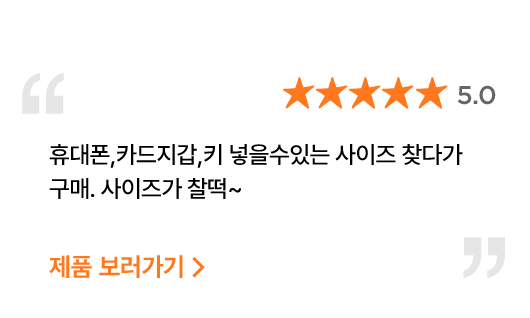 “
★★★★★ 5.0
휴대폰,카드지갑,키 넣을수있는 사이즈 찾다가
구매. 사이즈가 찰떡~
제품 보러가기 >
”